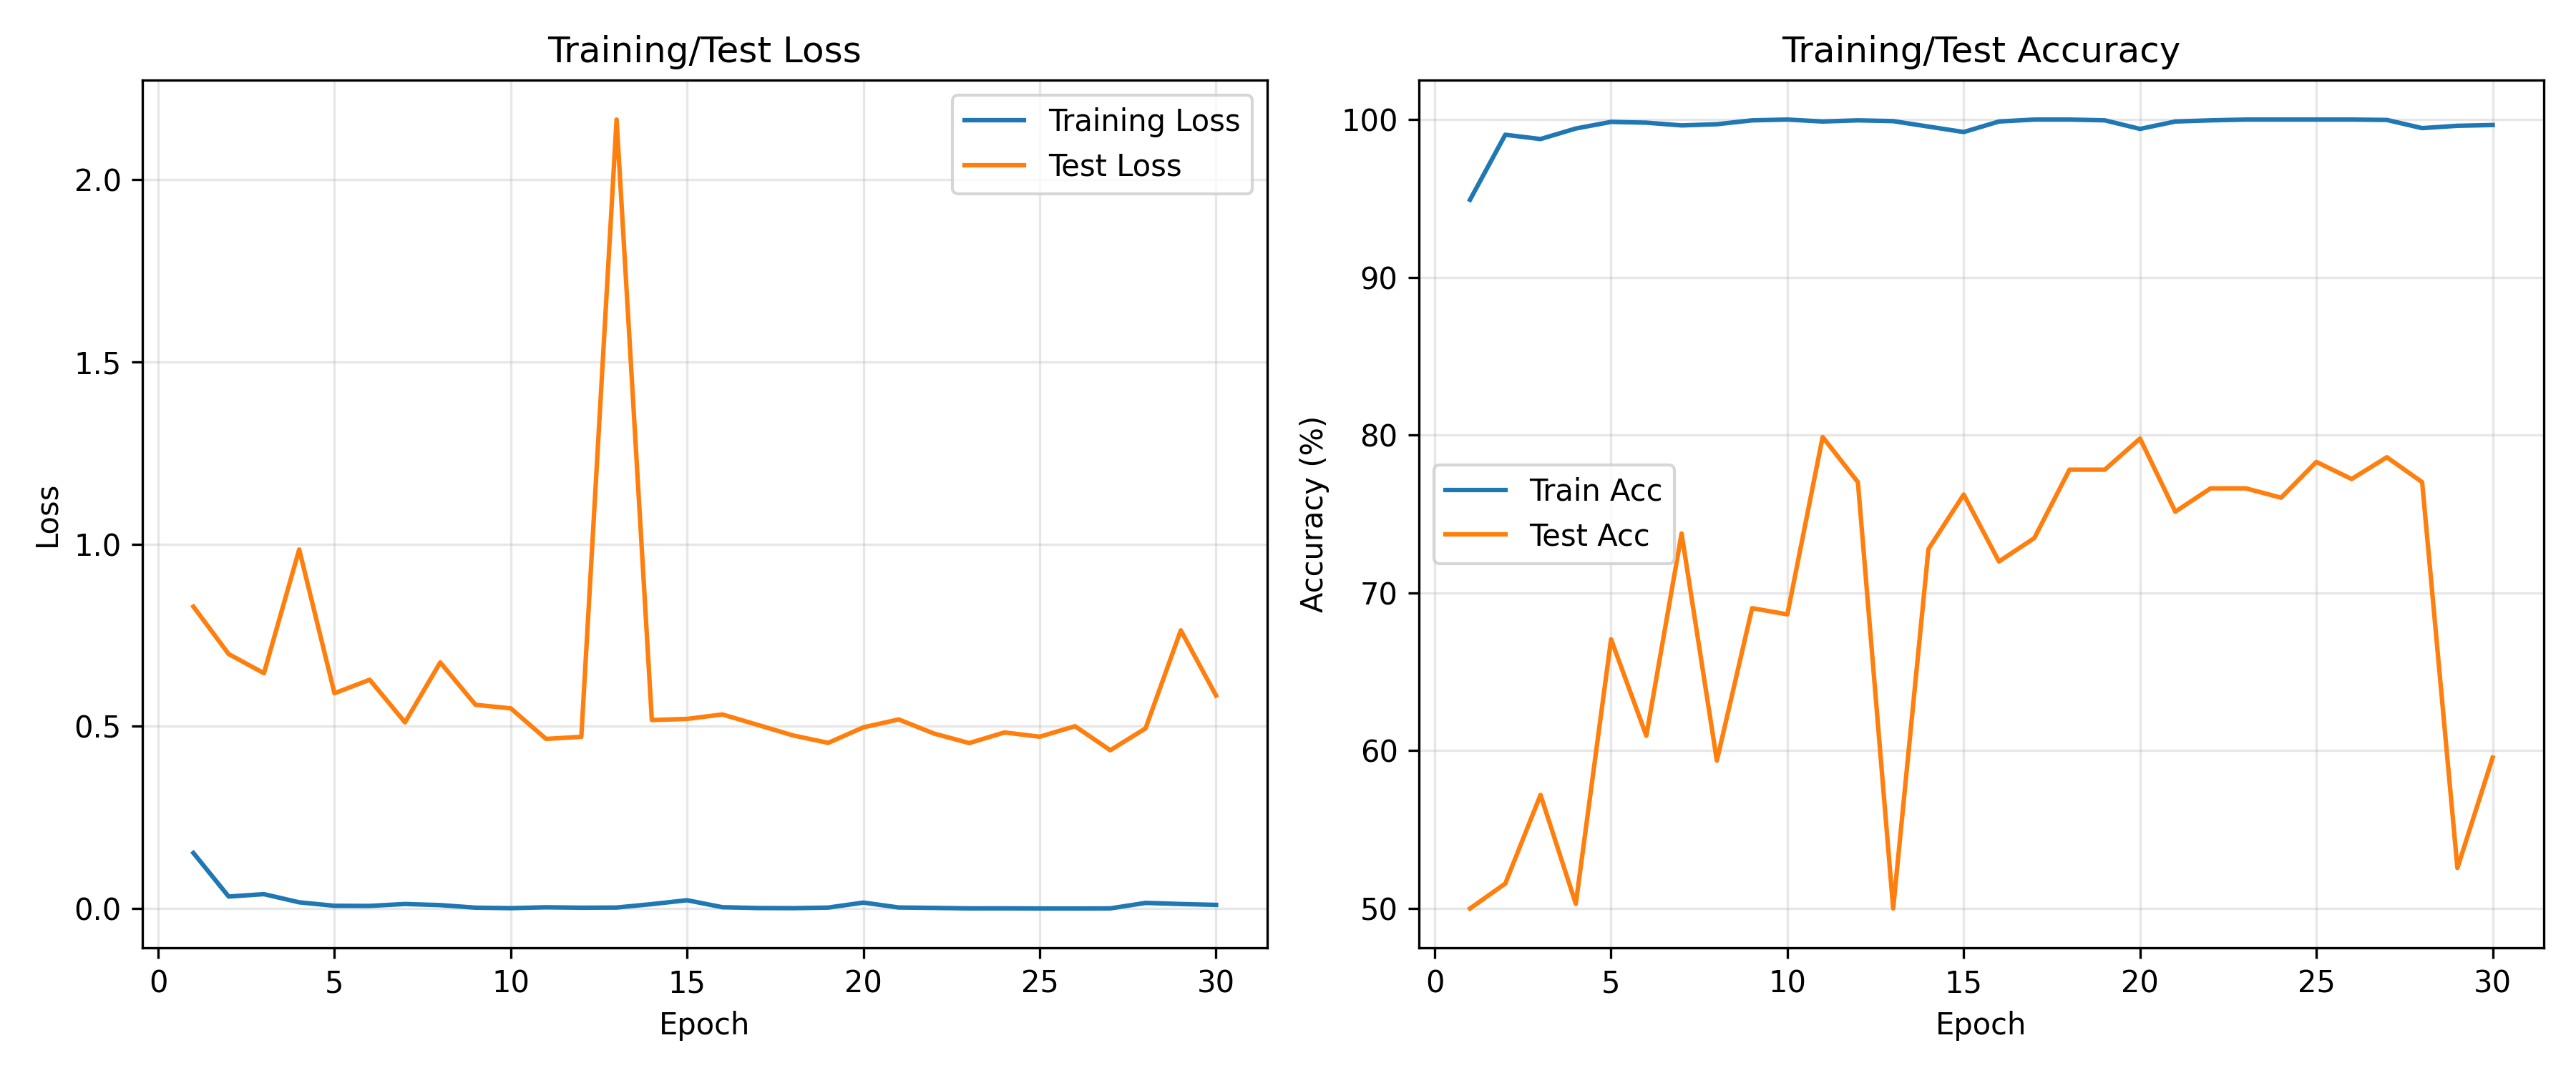 Training/Test Loss
Loss
2.0
1.5
1.0
0.5
0.0
Training Loss
Test Loss
0 5 10 15 20 25 30
Epoch
Training/Test Accuracy
Accuracy (%)
100
90
80
70
60
50
Train Acc
Test Acc
0 5 10 15 20 25 30
Epoch